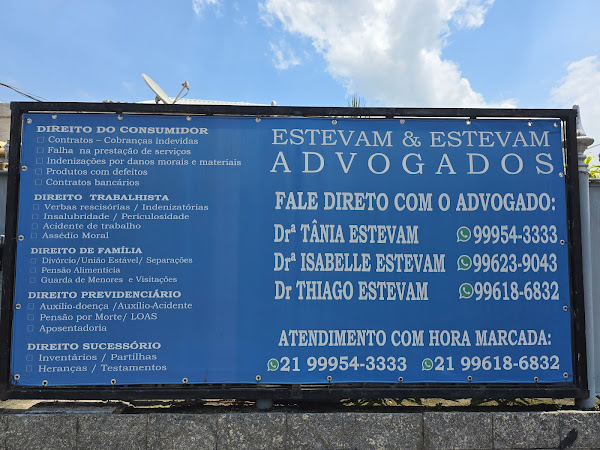 DIREITO DO CONSUMIDOR
Contratos – Cobranças indevidas
Falha na prestação de serviços
Indenizações por danos morais e materiais
Produtos com defeitos
Contratos bancários
DIREITO TRABALHISTA
Verbas rescisótias / Indenizatórias
Insalubridade / Periculosidade
Acidente de trabalho
Assédio Moral
DIREITO DE FAMÍLIA
Divórcio/União Estável/ Separações
Pensão Alimentícia
Guarda de Menores e Visitações
DIREITO PREVIDENCIÁRIO
Auxílio-doença /Auxílio-Acidente
Pensão por Morte/ LOAS
Aposentadoria
DIREITO SUCESSÓRIO
Inventários / Partilhas
Heranças / Testamentos
ESTEVAM & ESTEVAM
ADVOGADOS
FALE DIRETO COM O ADVOGADO:
Drª TÂNIA ESTEVAM 99954-3333
Drª ISABELLE ESTEVAM 99623-9043
Dr THIAGO ESTEVAM 99618-6832
ATENDIMENTO COM HORA MARCADA:
21 99954-3333 21 99618-6832